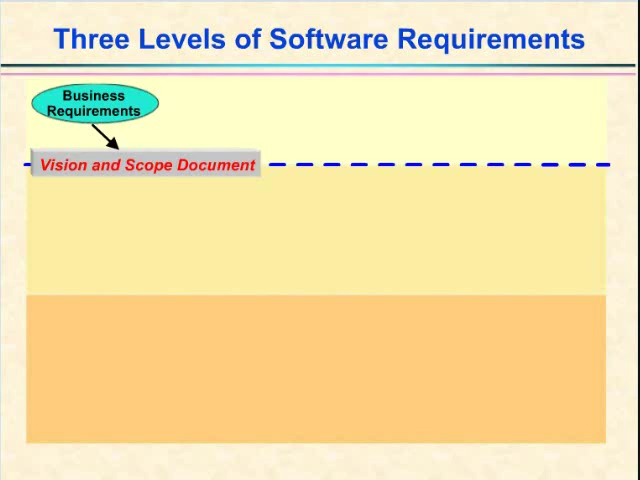 Three Levels of Software Requirements
Business
Requirements
Vision and Scope Document